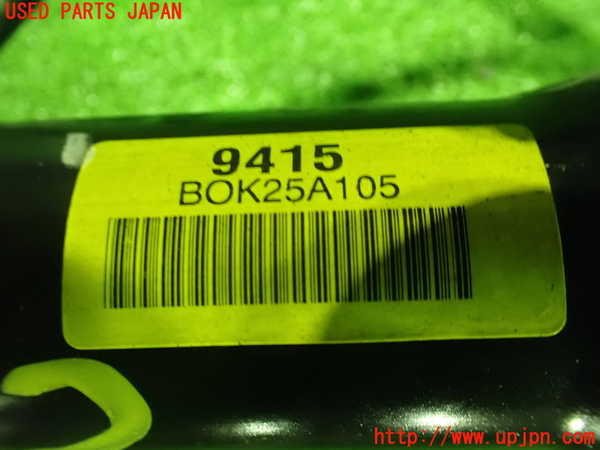 USED PARTS JAPAN
9415
BOK25A105
http://www.upjpn.com/